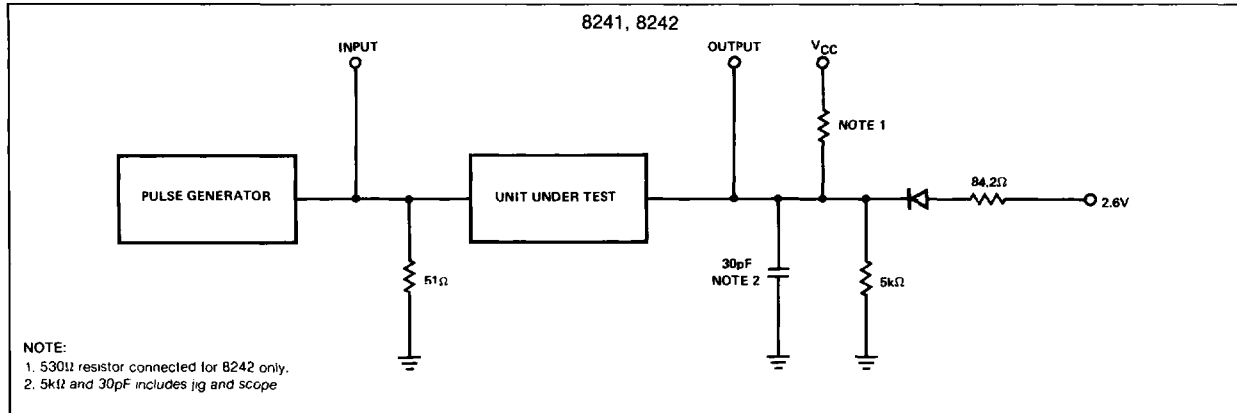 8241, 8242
INPUT
OUTPUT
VCC
NOTE 1
PULSE GENERATOR
UNIT UNDER TEST
84.2Ω
2.6V
51Ω
30pF
NOTE 2
5kΩ
NOTE:
1. 530Ω resistor connected for 8242 only.
2. 5kΩ and 30pF includes jig and scope